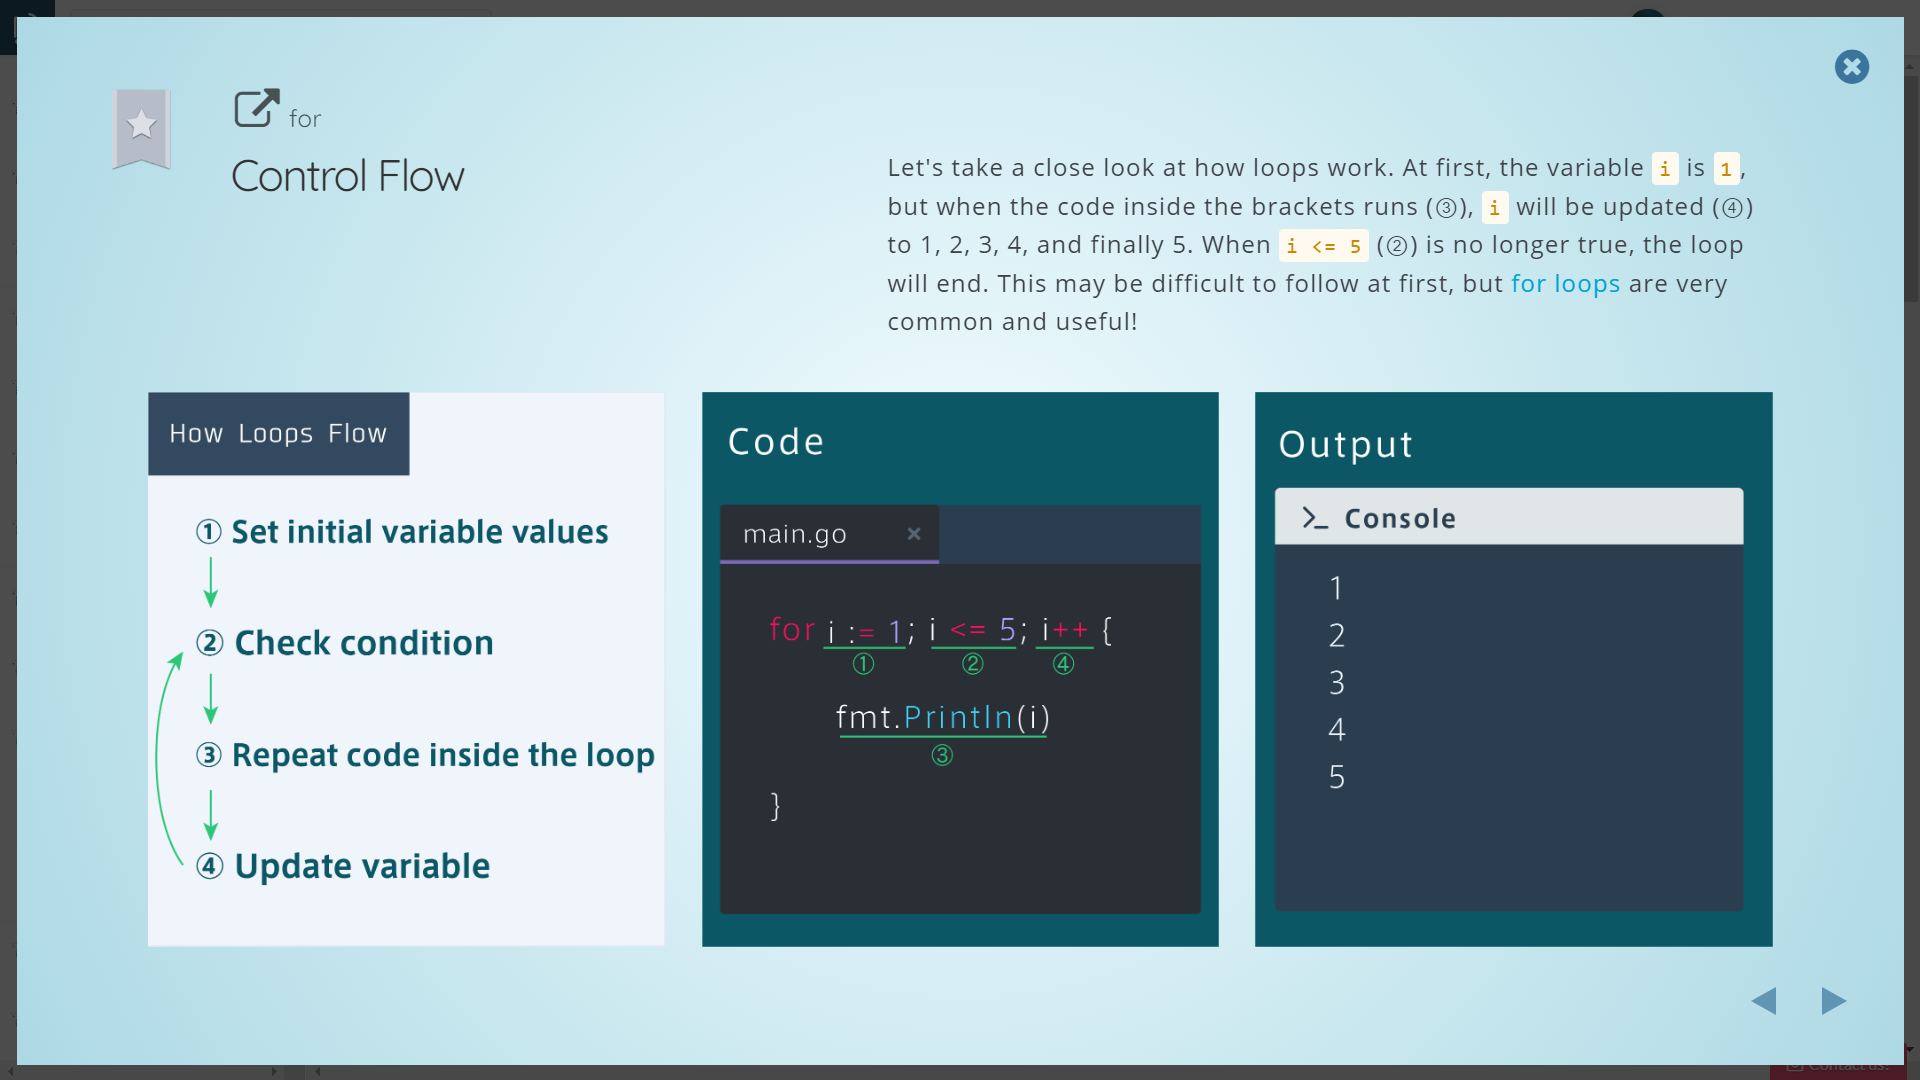 for
Control Flow
Let's take a close look at how loops work. At first, the variable i is 1,
but when the code inside the brackets runs (③), i will be updated (④)
to 1, 2, 3, 4, and finally 5. When i <= 5 (②) is no longer true, the loop
will end. This may be difficult to follow at first, but for loops are very
common and useful!
How Loops Flow
① Set initial variable values
② Check condition
③ Repeat code inside the loop
④ Update variable
Code
main.go ×
for i := 1; i <= 5; i++ {
① ② ④
fmt.Println(i)
③
}
Output
>_ Console
1
2
3
4
5
Contact us!